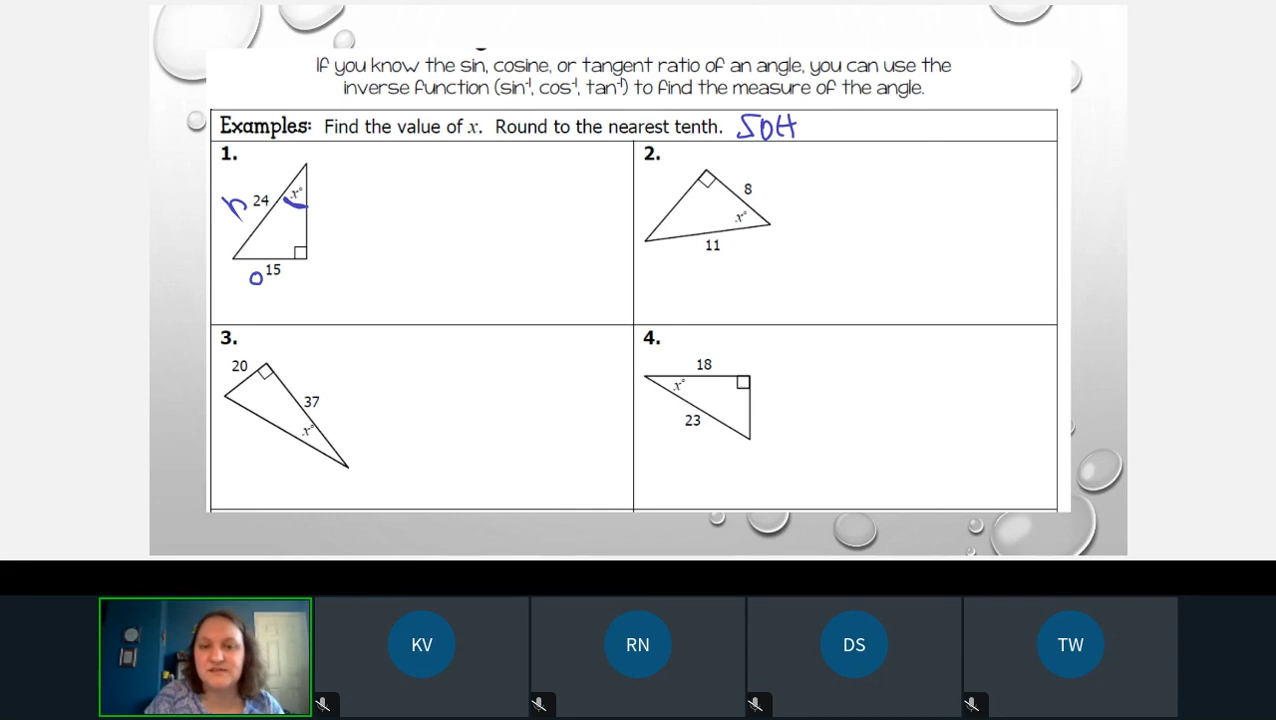 If you know the sin, cosine, or tangent ratio of an angle, you can use the
inverse function (sin⁻¹, cos⁻¹, tan⁻¹) to find the measure of the angle.
Examples: Find the value of x. Round to the nearest tenth. SOH
1.
h 24 x°
o 15
2.
8
x°
11
3.
20
37
x°
4.
18
x°
23
KV RN DS TW